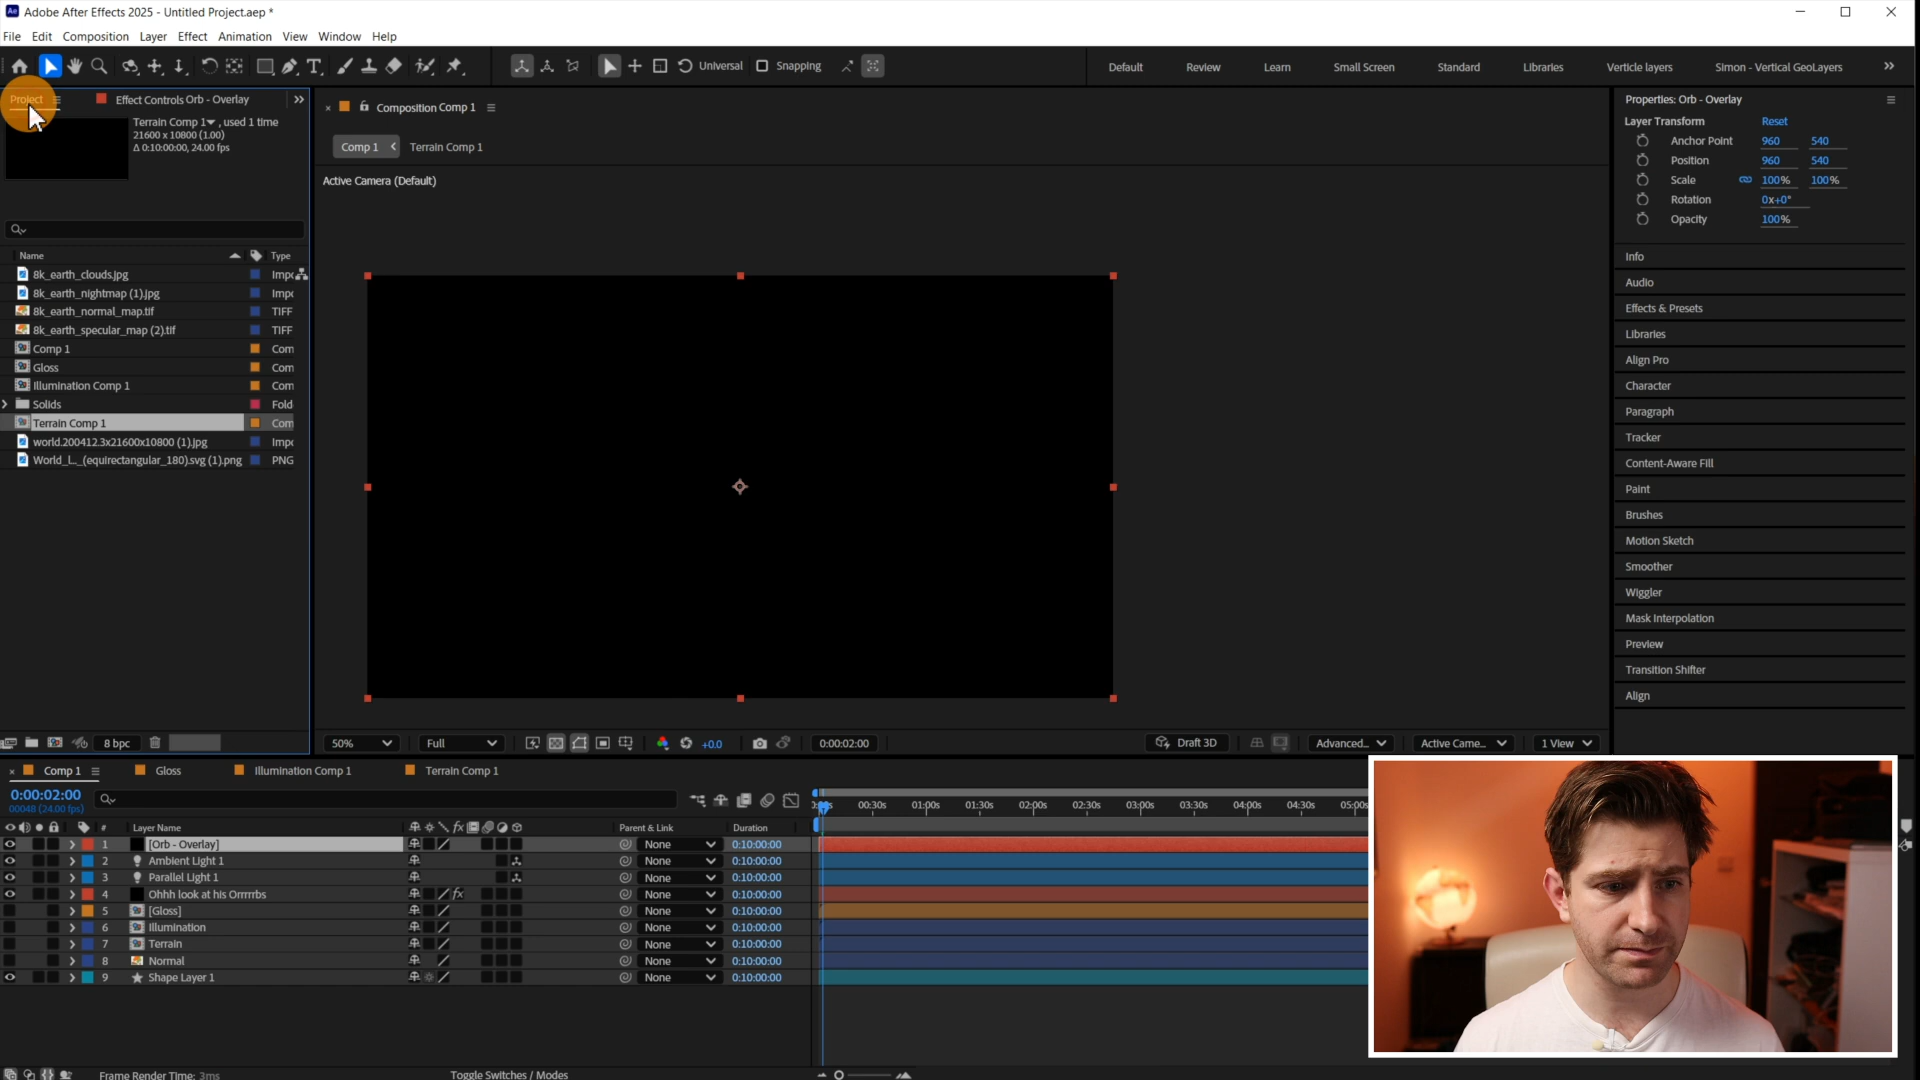 Adobe After Effects 2025 - Untitled Project.aep *
File Edit Composition Layer Effect Animation View Window Help
Universal Snapping Default Review Learn Small Screen Standard Libraries Verticle layers Simon - Vertical GeoLayers
Project Effect Controls Orb - Overlay
Terrain Comp 1 , used 1 time
21600 x 10800 (1.00)
Δ 0:10:00:00, 24.00 fps
Name Type
8k_earth_clouds.jpg Impc
8k_earth_nightmap (1).jpg Impc
8k_earth_normal_map.tif TIFF
8k_earth_specular_map (2).tif TIFF
Comp 1 Com
Gloss Com
Illumination Comp 1 Com
Solids Fold
Terrain Comp 1 Com
world.200412.3x21600x10800 (1).jpg Impc
World_l..._(equirectangular_180).svg (1).png PNG
8 bpc
Composition Comp 1
Comp 1 Terrain Comp 1
Active Camera (Default)
50% Full +0.0 0:00:02:00 Draft 3D Advanced... Active Came... 1 View
Properties: Orb - Overlay
Layer Transform Reset
Anchor Point 960 540
Position 960 540
Scale 100% 100%
Rotation 0x+0°
Opacity 100%
Info
Audio
Effects & Presets
Libraries
Align Pro
Character
Paragraph
Tracker
Content-Aware Fill
Paint
Brushes
Motion Sketch
Smoother
Wiggler
Mask Interpolation
Preview
Transition Shifter
Align
Comp 1 Gloss Illumination Comp 1 Terrain Comp 1
0:00:02:00
00048 (24.00 fps)
00:30s 01:00s 01:30s 02:00s 02:30s 03:00s 03:30s 04:00s 04:30s 05:00s
# Layer Name Parent & Link Duration
1 [Orb - Overlay] None 0:10:00:00
2 Ambient Light 1 None 0:10:00:00
3 Parallel Light 1 None 0:10:00:00
4 Ohhh look at his Orrrrrbs fx None 0:10:00:00
5 [Gloss] None 0:10:00:00
6 Illumination None 0:10:00:00
7 Terrain None 0:10:00:00
8 Normal None 0:10:00:00
9 Shape Layer 1 None 0:10:00:00
Frame Render Time: 3ms Toggle Switches / Modes